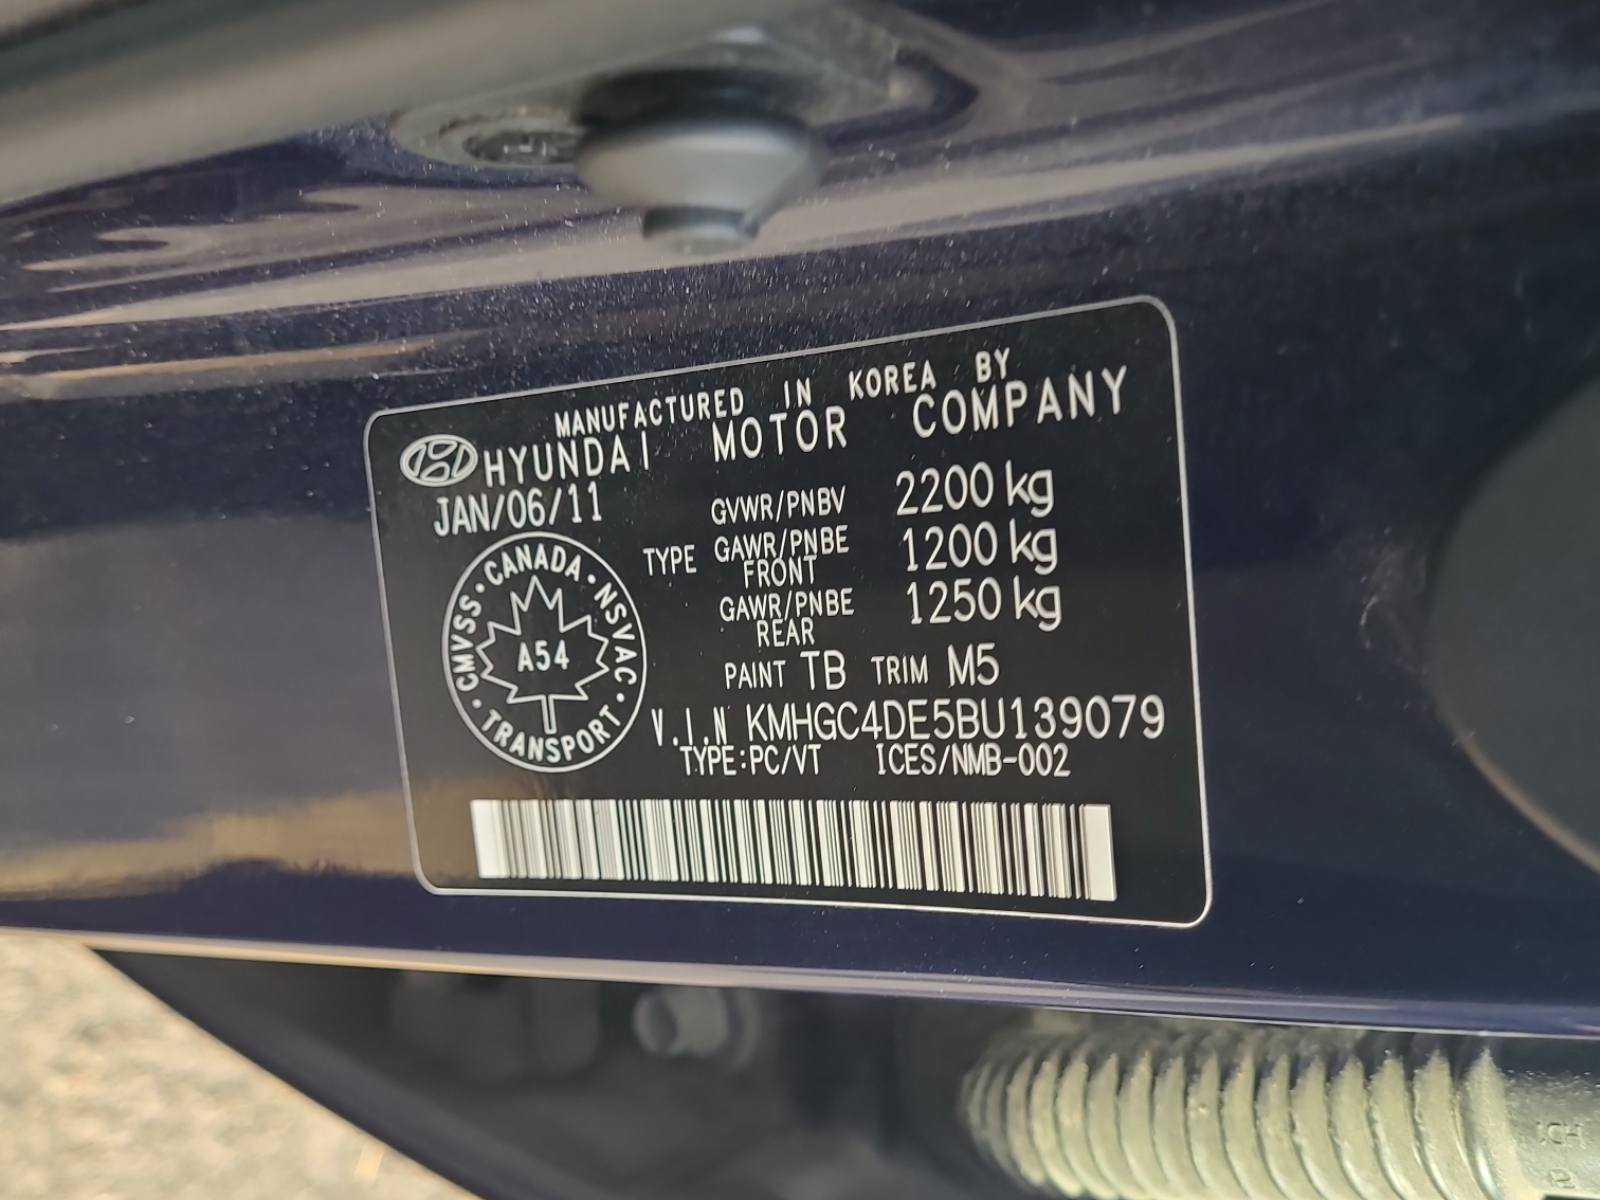 MANUFACTURED IN KOREA BY
HYUNDAI MOTOR COMPANY
JAN/06/11
GVWR/PNBV 2200 kg
TYPE GAWR/PNBE FRONT 1200 kg
GAWR/PNBE REAR 1250 kg
PAINT TB TRIM M5
V.I.N KMHGC4DE5BU139079
TYPE:PC/VT ICES/NMB-002
CANADA · NSVAC · TRANSPORT · CMVSS ·
A54